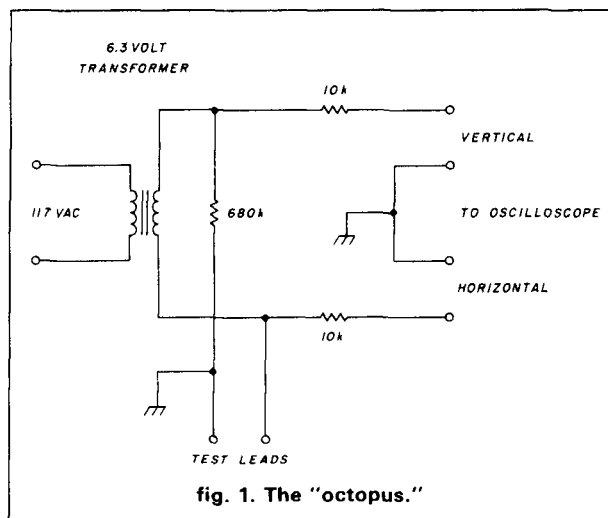 6.3 VOLT
TRANSFORMER
10k
VERTICAL
117 VAC
680k
TO OSCILLOSCOPE
HORIZONTAL
10k
TEST LEADS
fig. 1. The "octopus."